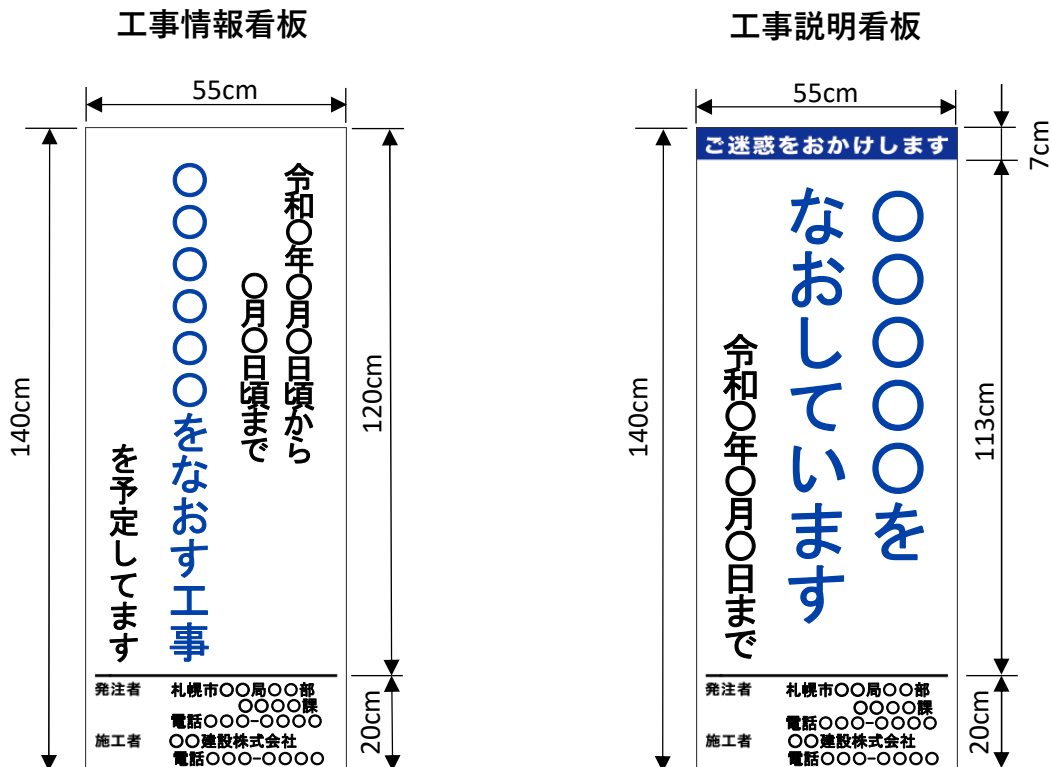 工事情報看板
55cm
140cm
120cm
20cm
令和〇年〇月〇日頃から
〇月〇日頃まで
〇〇〇〇〇〇をなおす工事
を予定してます
発注者 札幌市〇〇局〇〇部
〇〇〇〇課
電話〇〇〇-〇〇〇〇
施工者 〇〇建設株式会社
電話〇〇〇-〇〇〇〇
工事説明看板
55cm
7cm
140cm
113cm
20cm
ご迷惑をおかけします
〇〇〇〇〇を
なおしています
令和〇年〇月〇日まで
発注者 札幌市〇〇局〇〇部
〇〇〇〇課
電話〇〇〇-〇〇〇〇
施工者 〇〇建設株式会社
電話〇〇〇-〇〇〇〇